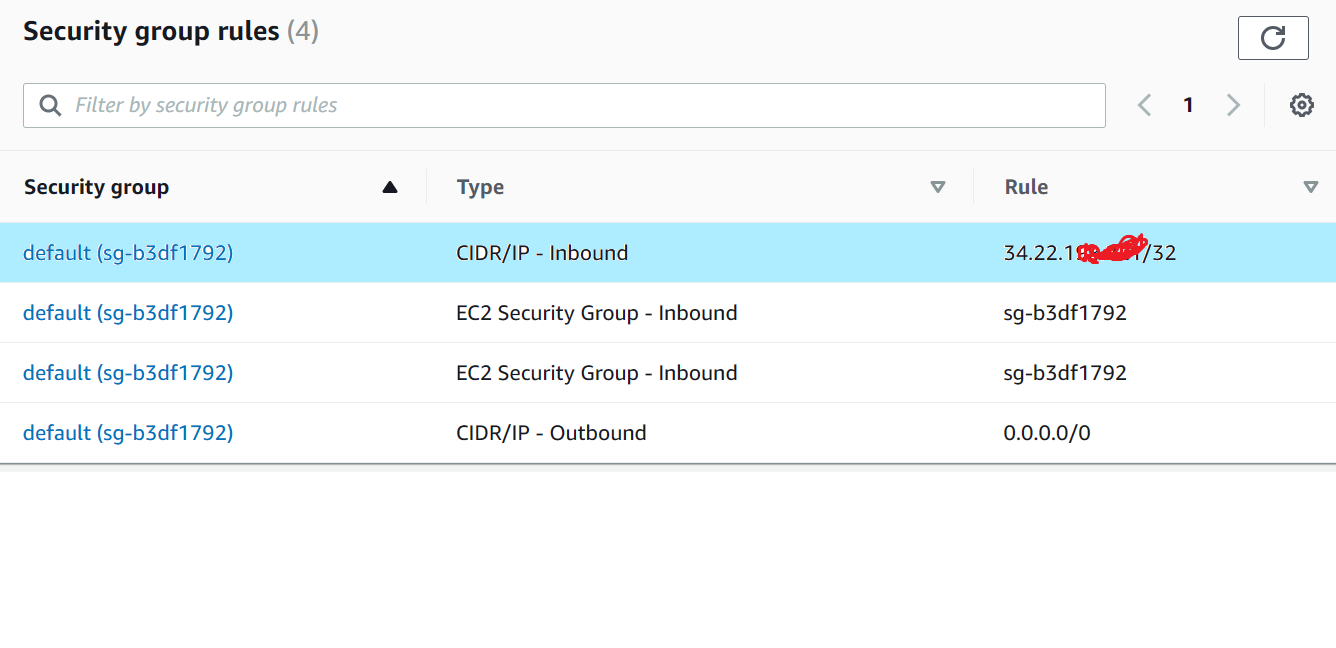 Security group rules (4)
Filter by security group rules
1
Security group Type Rule
default (sg-b3df1792) CIDR/IP - Inbound 34.22.1 /32
default (sg-b3df1792) EC2 Security Group - Inbound sg-b3df1792
default (sg-b3df1792) EC2 Security Group - Inbound sg-b3df1792
default (sg-b3df1792) CIDR/IP - Outbound 0.0.0.0/0